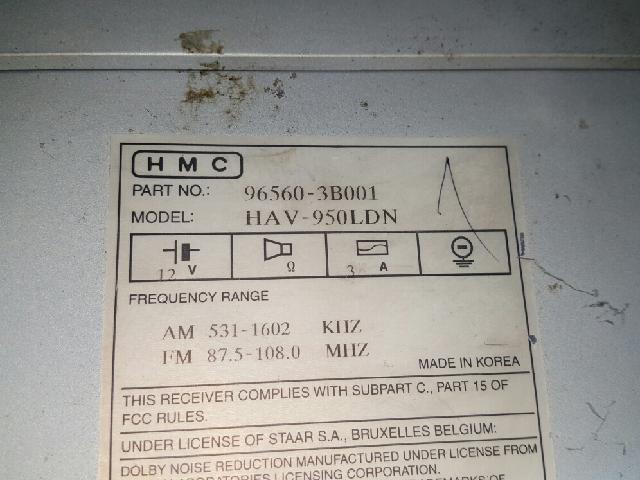 HMC
PART NO.: 96560-3B001
MODEL: HAV-950LDN
12 V Ω 3 A
FREQUENCY RANGE
AM 531-1602 KHZ
FM 87.5-108.0 MHZ
MADE IN KOREA
THIS RECEIVER COMPLIES WITH SUBPART C., PART 15 OF
FCC RULES.
UNDER LICENSE OF STAAR S.A., BRUXELLES BELGIUM:
DOLBY NOISE REDUCTION MANUFACTURED UNDER LICENSE FROM
LABORATORIES LICENSING CORPORATION.